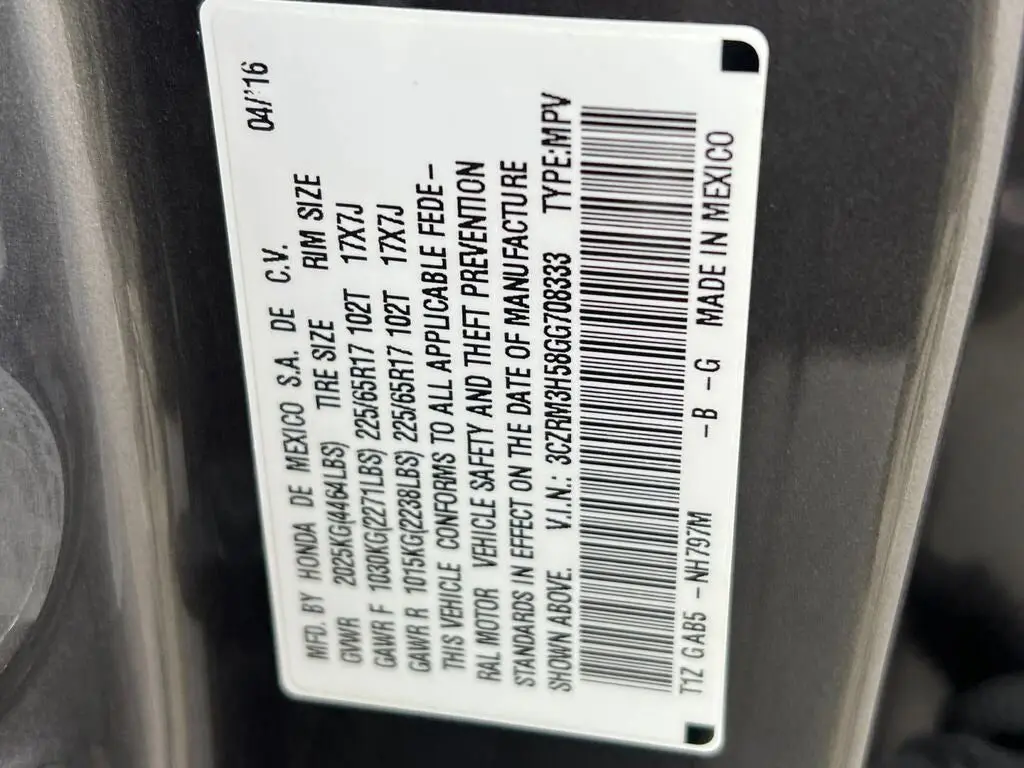 04/'16
MFD. BY HONDA DE MEXICO S.A. DE C.V.
GVWR 2025KG(4464LBS) TIRE SIZE RIM SIZE
GAWR F 1030KG(2271LBS) 225/65R17 102T 17X7J
GAWR R 1015KG(2238LBS) 225/65R17 102T 17X7J
THIS VEHICLE CONFORMS TO ALL APPLICABLE FEDE-
RAL MOTOR VEHICLE SAFETY AND THEFT PREVENTION
STANDARDS IN EFFECT ON THE DATE OF MANUFACTURE
SHOWN ABOVE. V.I.N.: 3CZRM3H58GG708333 TYPE:MPV
T1Z GAB5 -NH797M -B -G MADE IN MEXICO